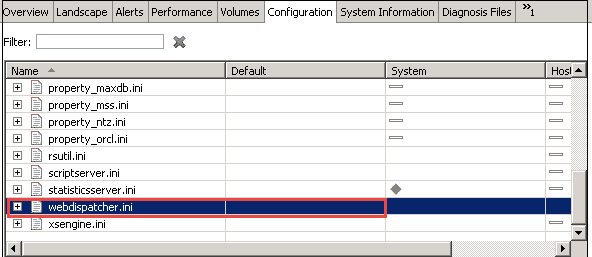 Overview Landscape Alerts Performance Volumes Configuration System Information Diagnosis Files »1
Filter:
Name Default System Host
property_maxdb.ini
property_mss.ini
property_ntz.ini
property_orcl.ini
rsutil.ini
scriptserver.ini
statisticsserver.ini
webdispatcher.ini
xsengine.ini